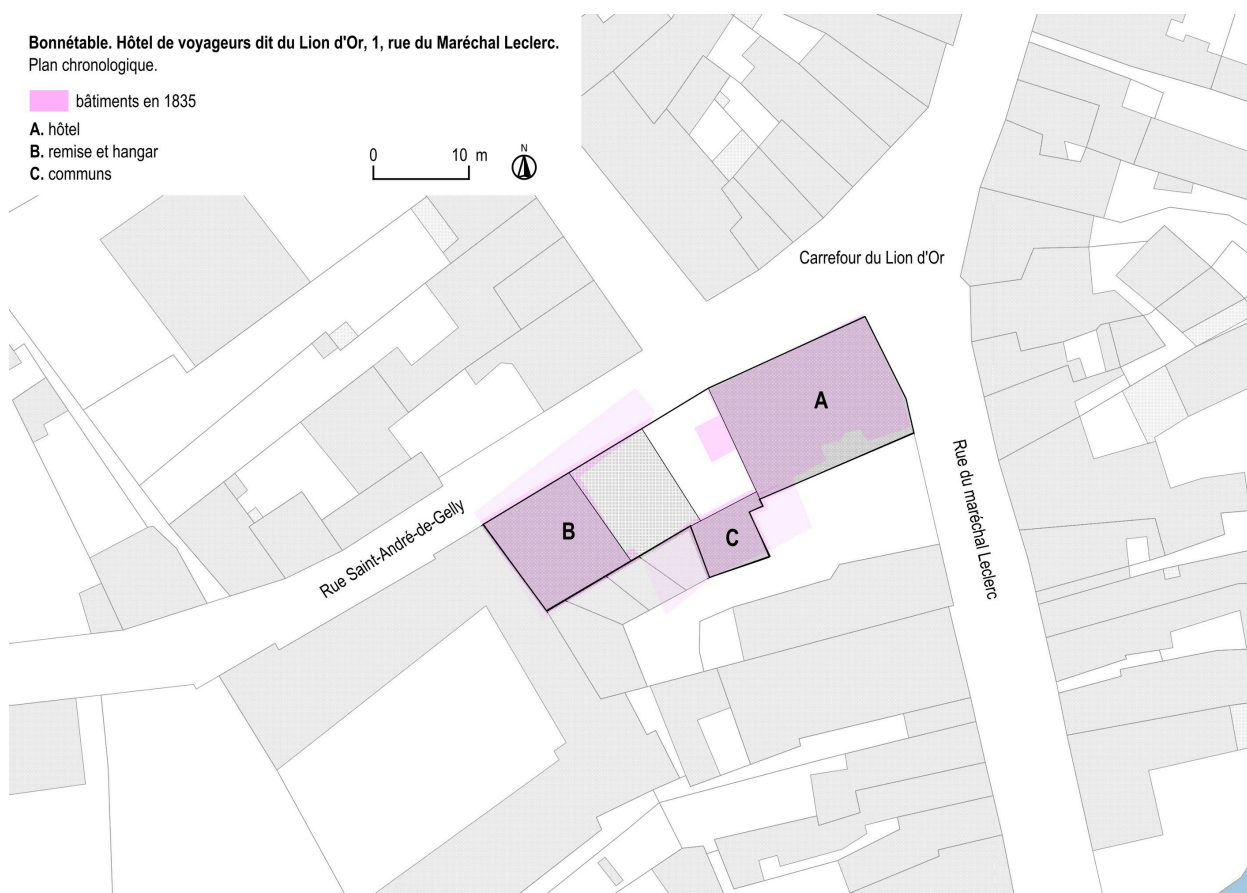 Bonnétable. Hôtel de voyageurs dit du Lion d'Or, 1, rue du Maréchal Leclerc.
Plan chronologique.
bâtiments en 1835
A. hôtel
B. remise et hangar
C. communs
0 10 m
N
Carrefour du Lion d'Or
A
B
C
Rue Saint-André-de-Gelly
Rue du maréchal Leclerc